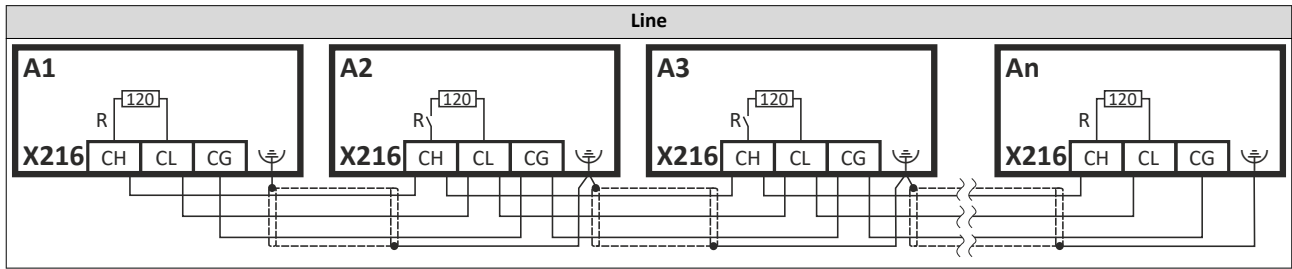 Line
A1 A2 A3 An
120 120 120 120
R R R R
X216 CH CL CG X216 CH CL CG X216 CH CL CG X216 CH CL CG